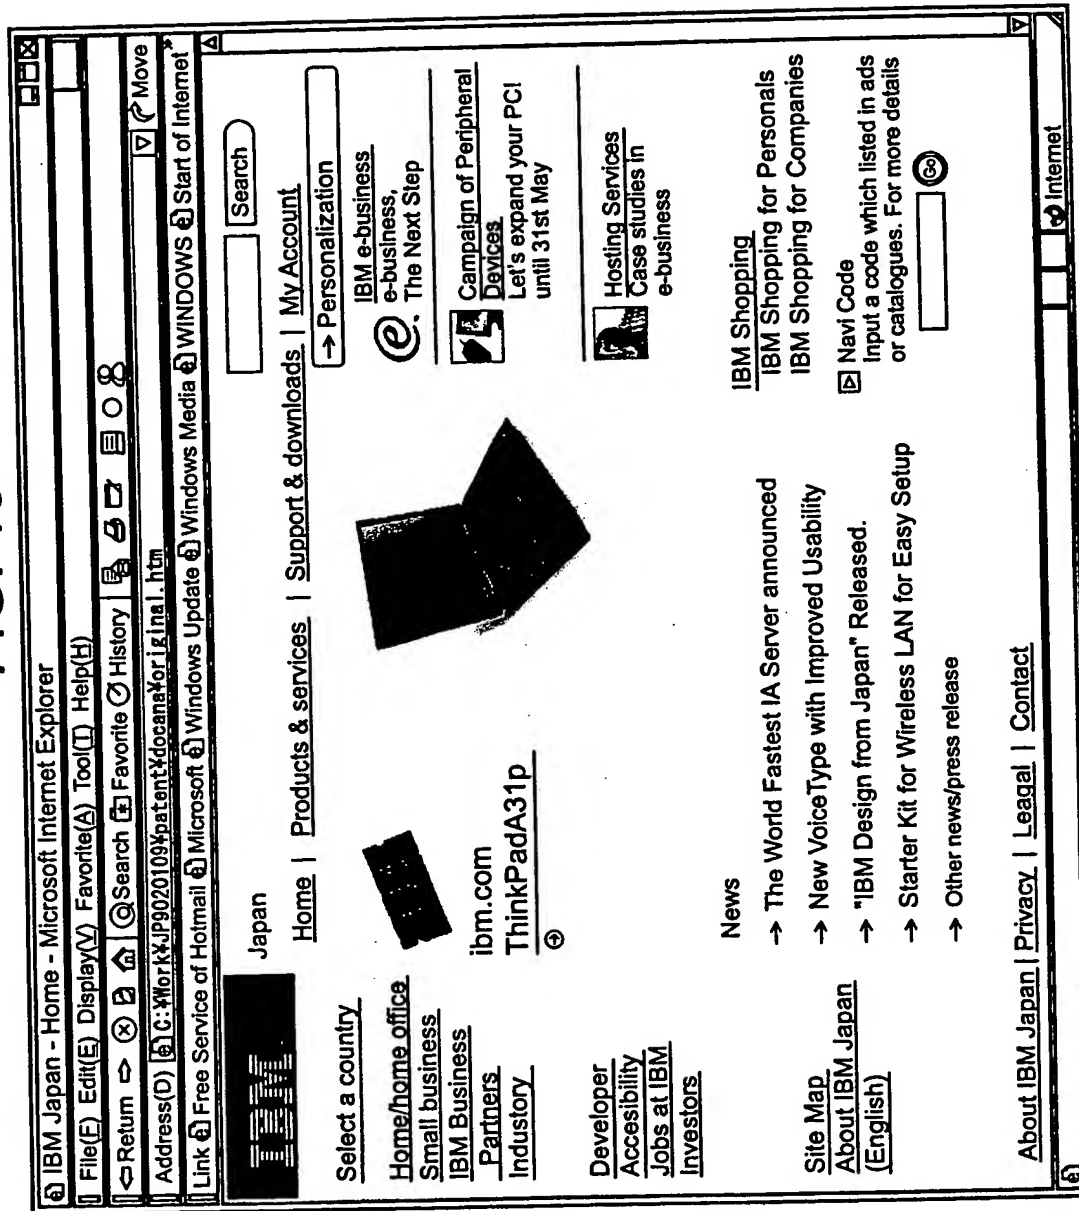 IBM Japan - Home - Microsoft Internet Explorer
File(F) Edit(E) Display(V) Favorite(A) Tool(T) Help(H)
Return Search Favorite History
Address(D) C:¥Work¥JP9020109¥patent¥docana¥original.htm Move
Link Free Service of Hotmail Microsoft Windows Update Windows Media WINDOWS Start of Internet »
IBM
Japan
Search
Home | Products & services | Support & downloads | My Account
Select a country
Home/home office
Small business
IBM Business
Partners
Industory
Developer
Accesibility
Jobs at IBM
Investors
Site Map
About IBM Japan
(English)
ibm.com
ThinkPadA31p
→ Personalization
IBM e-business
e-business,
The Next Step
Campaign of Peripheral
Devices
Let's expand your PC!
until 31st May
Hosting Services
Case studies in
e-business
News
→ The World Fastest IA Server announced
→ New VoiceType with Improved Usability
→ "IBM Design from Japan" Released.
→ Starter Kit for Wireless LAN for Easy Setup
→ Other news/press release
IBM Shopping
IBM Shopping for Personals
IBM Shopping for Companies
Navi Code
Input a code which listed in ads
or catalogues. For more details
Go
About IBM Japan | Privacy | Leagal | Contact
Internet